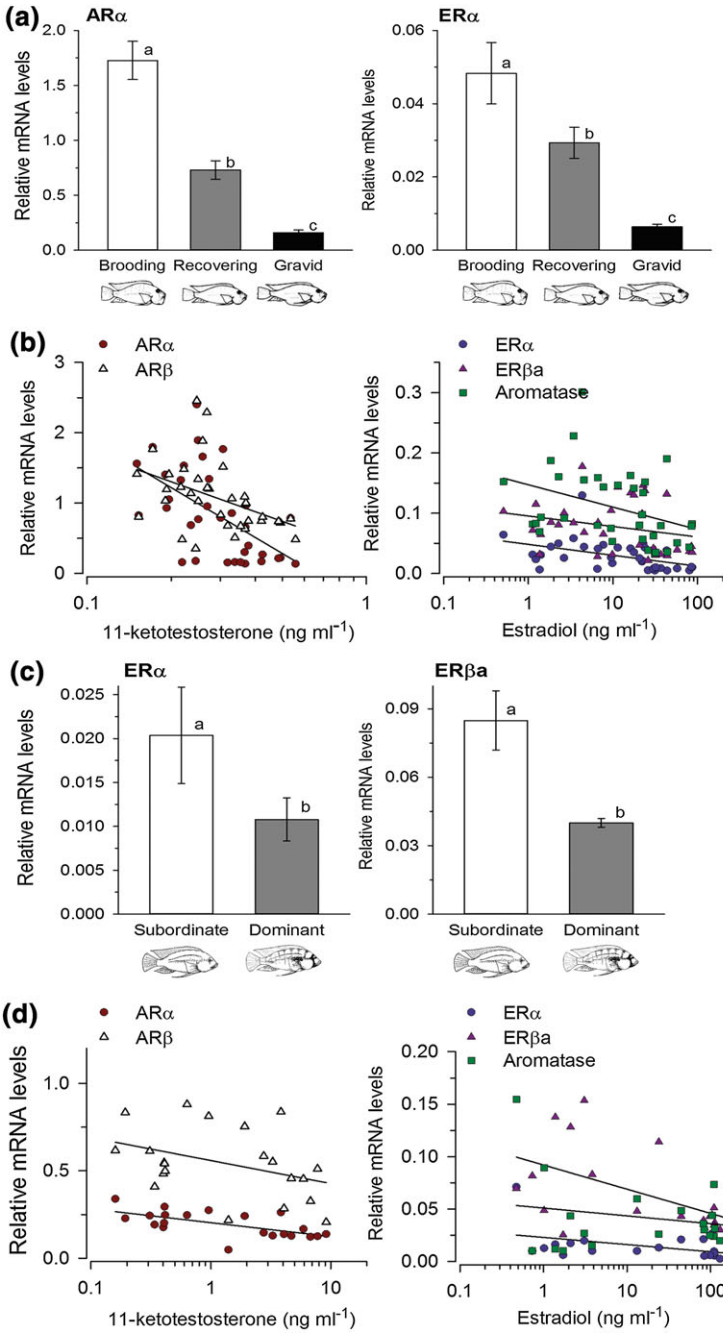 (a)
ARα
ERα
Relative mRNA levels
2.0
1.5
1.0
0.5
0.0
a
b
c
Brooding Recovering Gravid
Relative mRNA levels
0.06
0.04
0.02
0.00
a
b
c
Brooding Recovering Gravid
(b)
ARα
ARβ
Relative mRNA levels
3
2
1
0
0.1 1
11-ketotestosterone (ng ml⁻¹)
ERα
ERβa
Aromatase
Relative mRNA levels
0.3
0.2
0.1
0.0
0.1 1 10 100
Estradiol (ng ml⁻¹)
(c)
ERα
ERβa
Relative mRNA levels
0.025
0.020
0.015
0.010
0.005
0.000
a
b
Subordinate Dominant
Relative mRNA levels
0.09
0.06
0.03
0.00
a
b
Subordinate Dominant
(d)
ARα
ARβ
Relative mRNA levels
1.0
0.5
0.0
0.1 1 10
11-ketotestosterone (ng ml⁻¹)
ERα
ERβa
Aromatase
Relative mRNA levels
0.20
0.15
0.10
0.05
0.00
0.1 1 10 100
Estradiol (ng ml⁻¹)